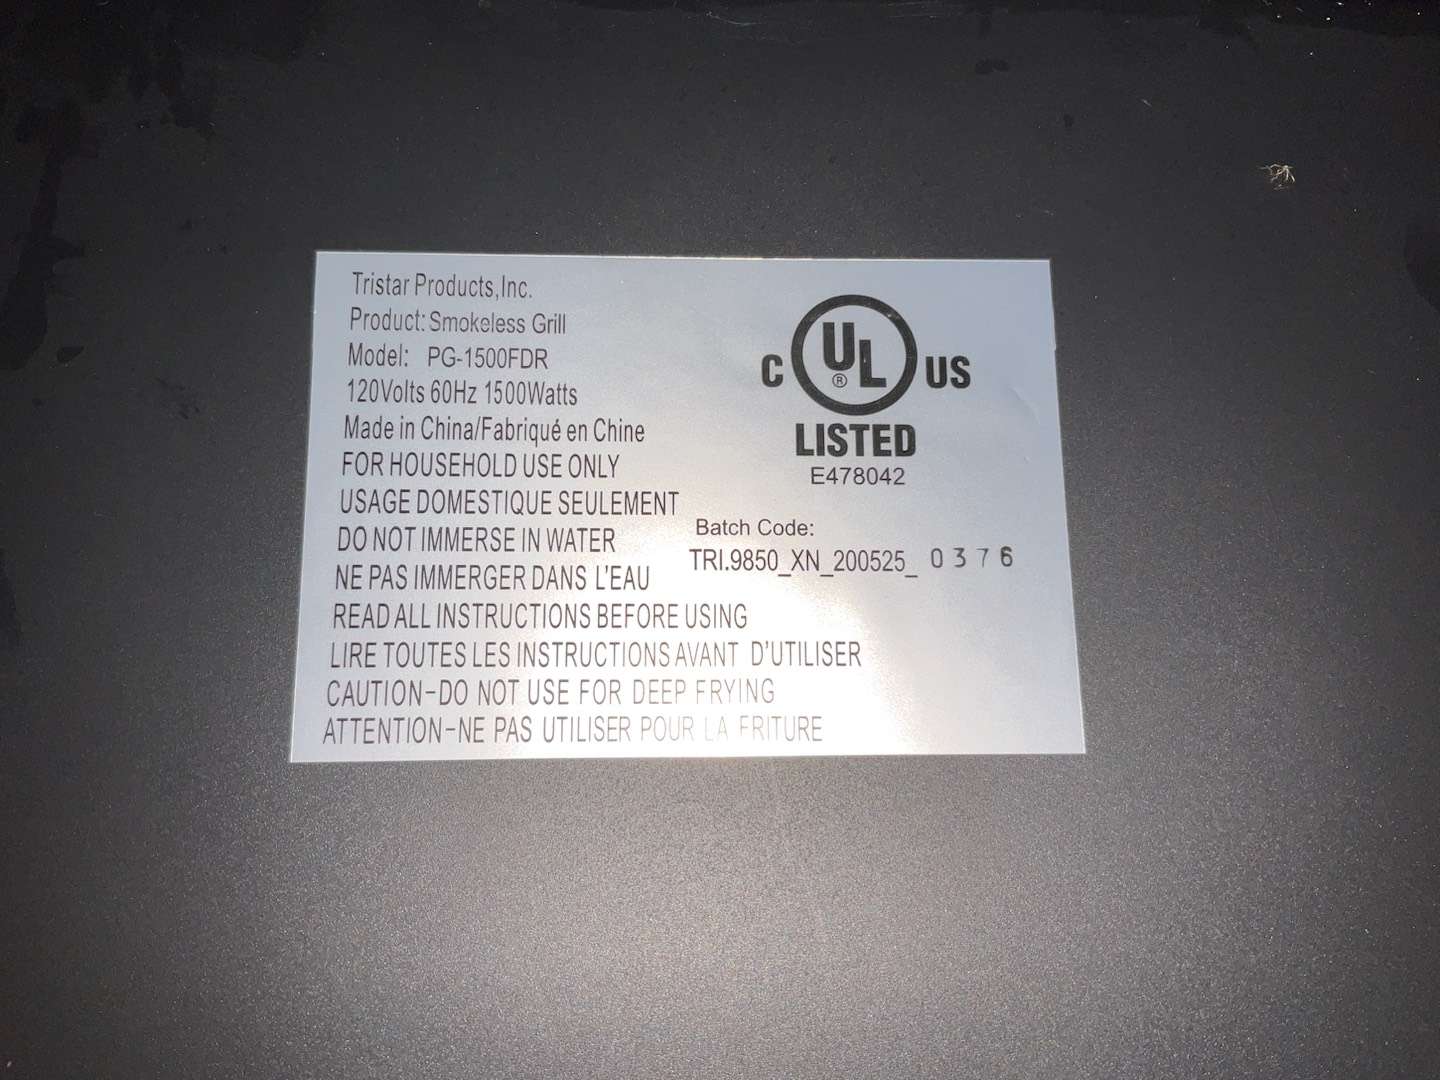 Tristar Products,Inc.
Product: Smokeless Grill
Model: PG-1500FDR
120Volts 60Hz 1500Watts
Made in China/Fabriqué en Chine
FOR HOUSEHOLD USE ONLY
USAGE DOMESTIQUE SEULEMENT
DO NOT IMMERSE IN WATER
NE PAS IMMERGER DANS L'EAU
READ ALL INSTRUCTIONS BEFORE USING
LIRE TOUTES LES INSTRUCTIONS AVANT D'UTILISER
CAUTION-DO NOT USE FOR DEEP FRYING
ATTENTION-NE PAS UTILISER POUR LA FRITURE
C UL ® US
LISTED
E478042
Batch Code:
TRI.9850_XN_200525_ 0376